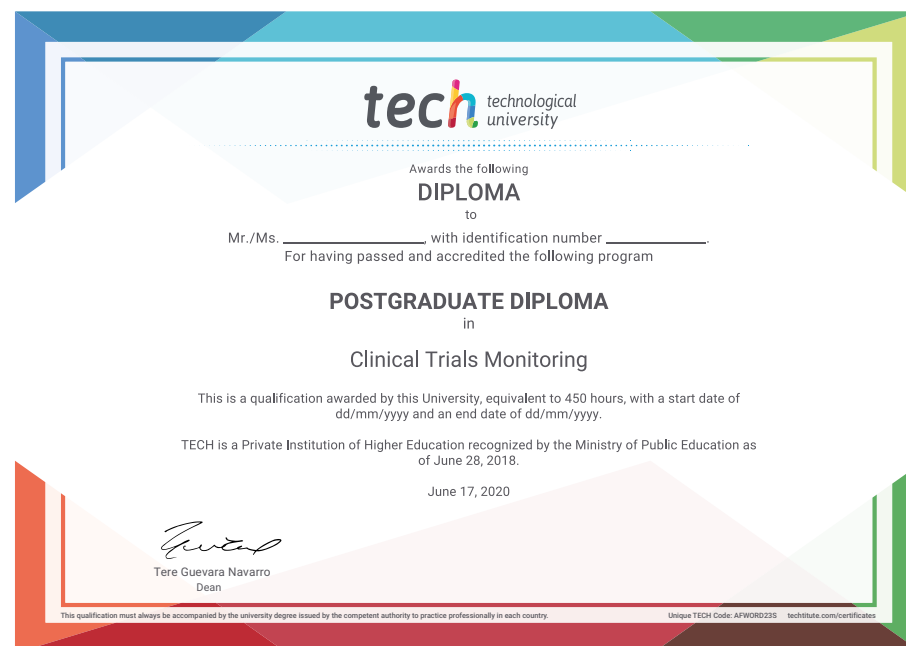 tech technological
university
Awards the following
DIPLOMA
to
Mr./Ms. ____________, with identification number ____________.
For having passed and accredited the following program
POSTGRADUATE DIPLOMA
in
Clinical Trials Monitoring
This is a qualification awarded by this University, equivalent to 450 hours, with a start date of
dd/mm/yyyy and an end date of dd/mm/yyyy.
TECH is a Private Institution of Higher Education recognized by the Ministry of Public Education as
of June 28, 2018.
June 17, 2020
Tere Guevara Navarro
Dean
This qualification must always be accompanied by the university degree issued by the competent authority to practice professionally in each country. Unique TECH Code: AFWORD23S techtitute.com/certificates